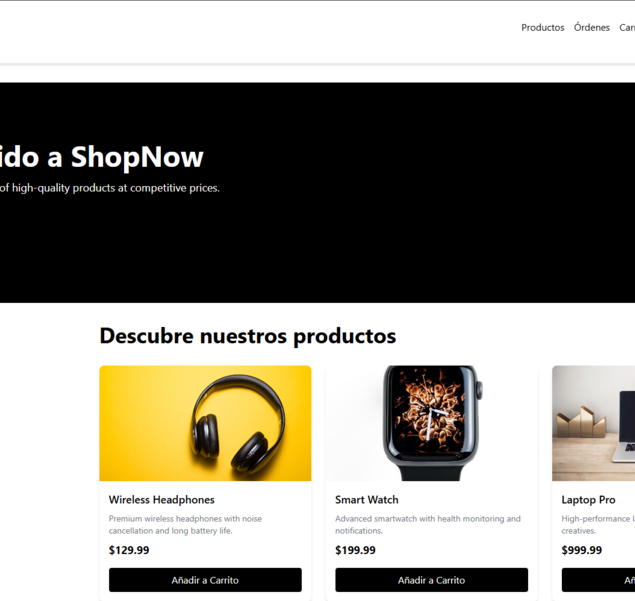 Productos Órdenes
ido a ShopNow
of high-quality products at competitive prices.
Descubre nuestros productos
Wireless Headphones
Premium wireless headphones with noise
cancellation and long battery life.
$129.99
Añadir a Carrito
Smart Watch
Advanced smartwatch with health monitoring and
notifications.
$199.99
Añadir a Carrito
Laptop Pro
High-performance
creatives.
$999.99